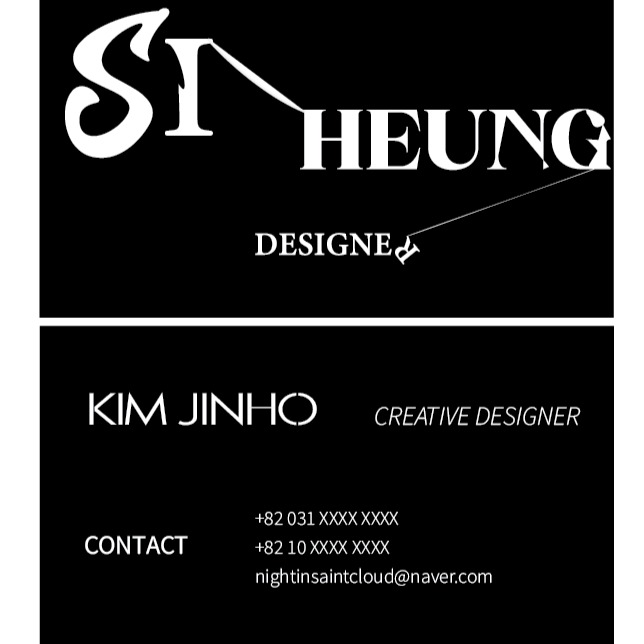 SI
HEUNG
DESIGNER
KIM JINHO
CREATIVE DESIGNER
CONTACT
+82 031 XXXX XXXX
+82 10 XXXX XXXX
nightinsaintcloud@naver.com